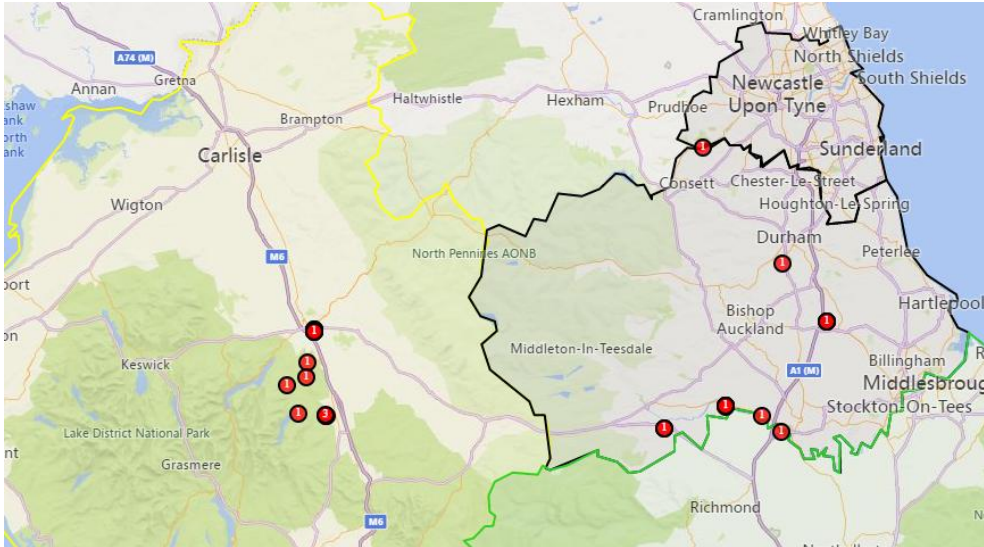 Cramlington
Whitley Bay
North Shields
South Shields
A74 (M)
Gretna
Annan
Newcastle
Upon Tyne
Haltwhistle
Hexham
Prudhoe
Brampton
Carlisle
Sunderland
Consett
Chester-Le-Street
Houghton-Le-Spring
Wigton
M6
North Pennines AONB
Durham
Peterlee
1
1
1
1
1
1
3
1
1
1
1
1
1
1
Hartlepool
Bishop
Auckland
Middleton-In-Teesdale
Keswick
Billingham
A1 (M)
Stockton-On-Tees
Lake District National Park
Grasmere
Richmond
M6